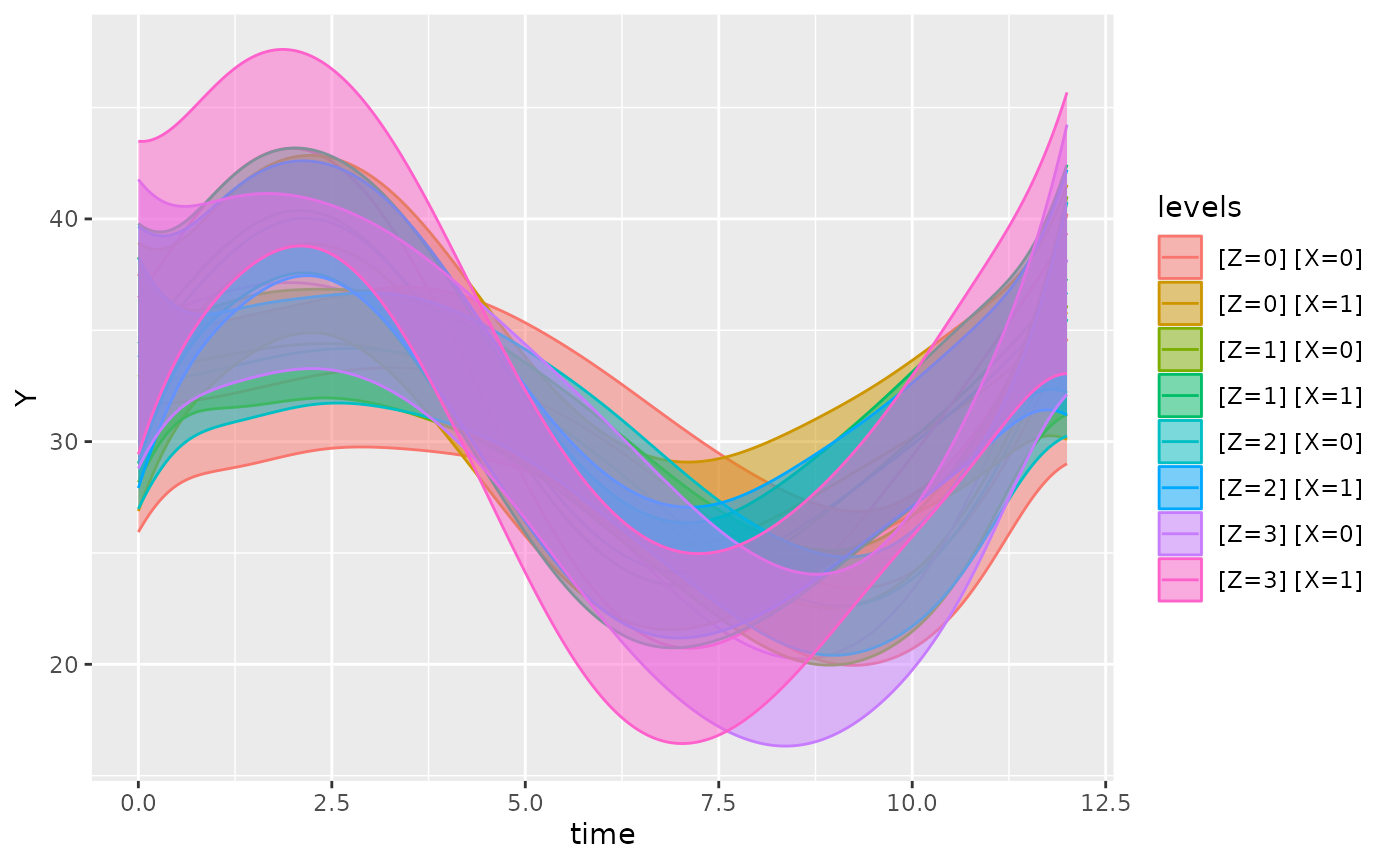 40
30
20
Y
0.0 2.5 5.0 7.5 10.0 12.5
time
levels
[Z=0] [X=0]
[Z=0] [X=1]
[Z=1] [X=0]
[Z=1] [X=1]
[Z=2] [X=0]
[Z=2] [X=1]
[Z=3] [X=0]
[Z=3] [X=1]